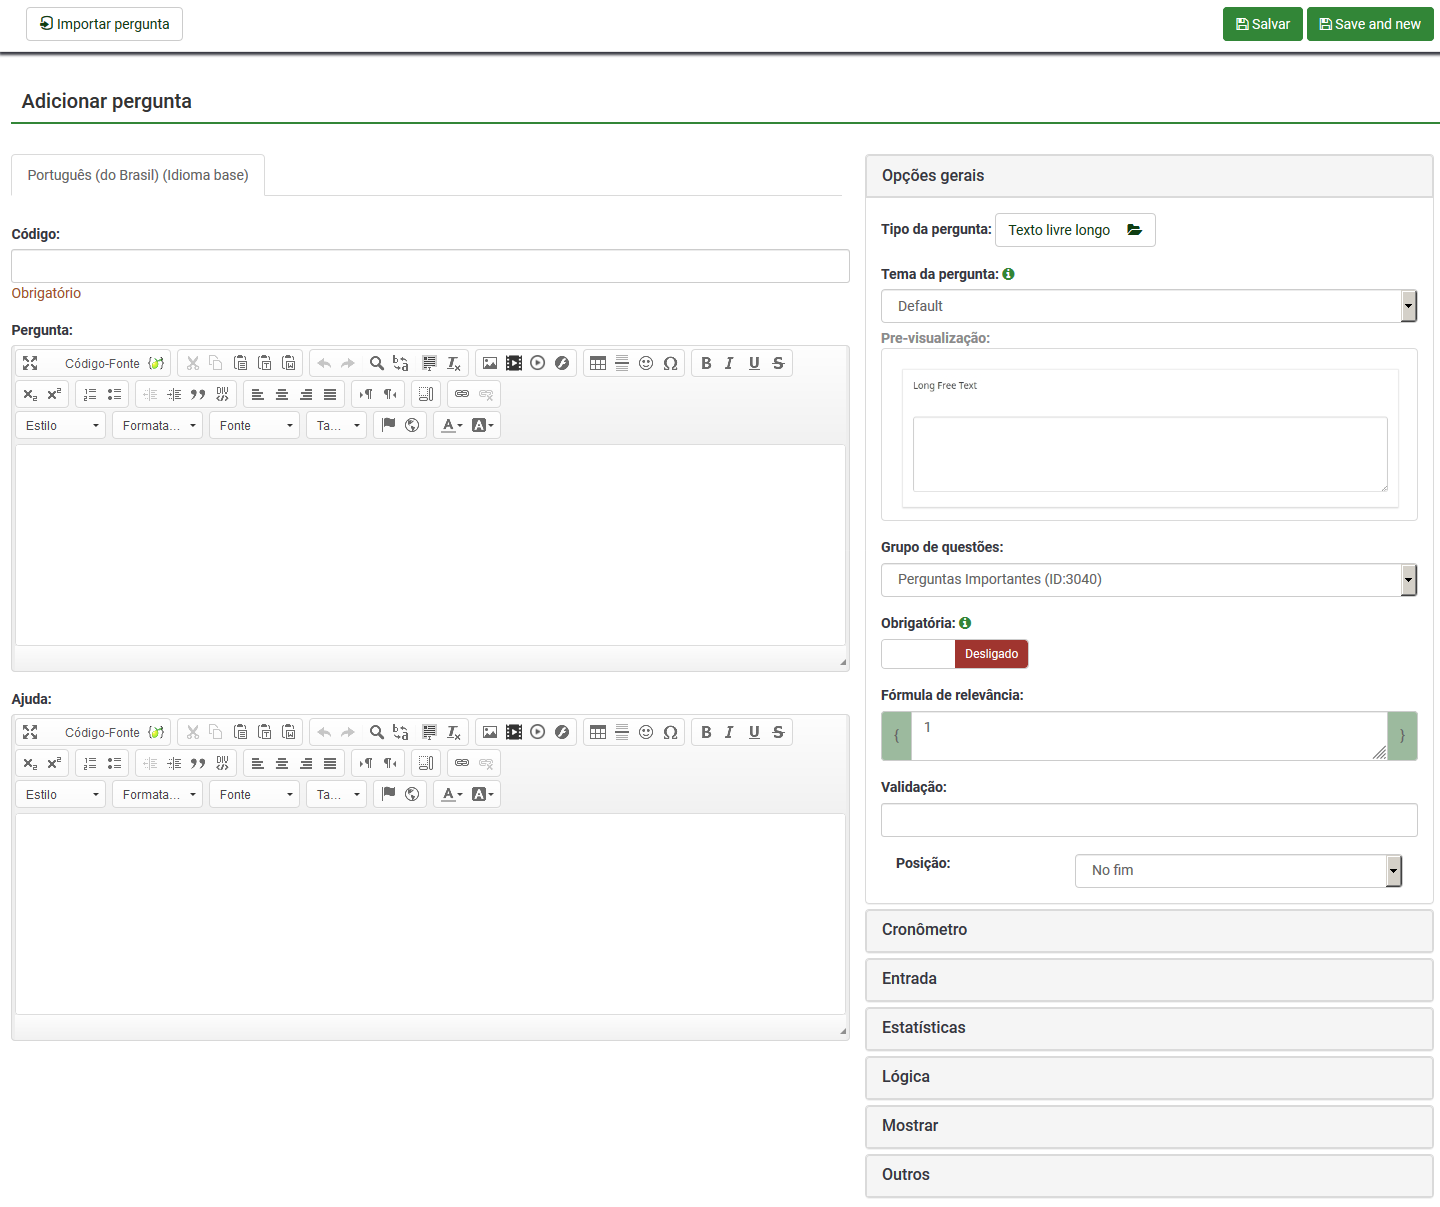 Importar pergunta
Salvar
Save and new
Adicionar pergunta
Português (do Brasil) (Idioma base)
Código:
Obrigatório
Pergunta:
Código-Fonte
B I U S
Estilo
Formata...
Fonte
Ta...
A
A
Ajuda:
Código-Fonte
B I U S
Estilo
Formata...
Fonte
Ta...
A
A
Opções gerais
Tipo da pergunta: Texto livre longo
Tema da pergunta:
Default
Pre-visualização:
Long Free Text
Grupo de questões:
Perguntas Importantes (ID:3040)
Obrigatória:
Desligado
Fórmula de relevância:
{ 1 }
Validação:
Posição: No fim
Cronômetro
Entrada
Estatísticas
Lógica
Mostrar
Outros